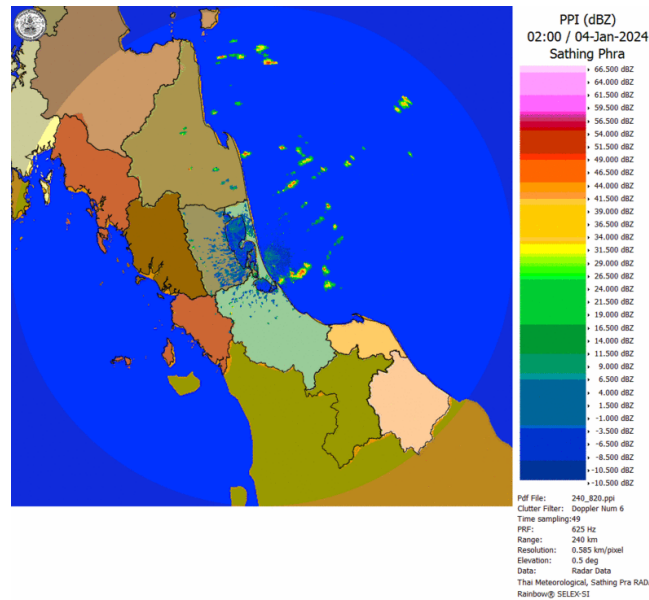 PPI (dBZ)
02:00 / 04-Jan-2024
Sathing Phra
66.500 dBZ
64.000 dBZ
61.500 dBZ
59.500 dBZ
56.500 dBZ
54.000 dBZ
51.500 dBZ
49.000 dBZ
46.500 dBZ
44.000 dBZ
41.500 dBZ
39.000 dBZ
36.500 dBZ
34.000 dBZ
31.500 dBZ
29.000 dBZ
26.500 dBZ
24.000 dBZ
21.500 dBZ
19.000 dBZ
16.500 dBZ
14.000 dBZ
11.500 dBZ
9.000 dBZ
6.500 dBZ
4.000 dBZ
1.500 dBZ
-1.000 dBZ
-3.500 dBZ
-6.500 dBZ
-8.500 dBZ
-10.500 dBZ
-10.500 dBZ
Pdf File: 240_820.ppi
Clutter Filter: Doppler Num 6
Time sampling:49
PRF: 625 Hz
Range: 240 km
Resolution: 0.585 km/pixel
Elevation: 0.5 deg
Data: Radar Data
Thai Meteorological, Sathing Pra RAD
Rainbow® SELEX-SI